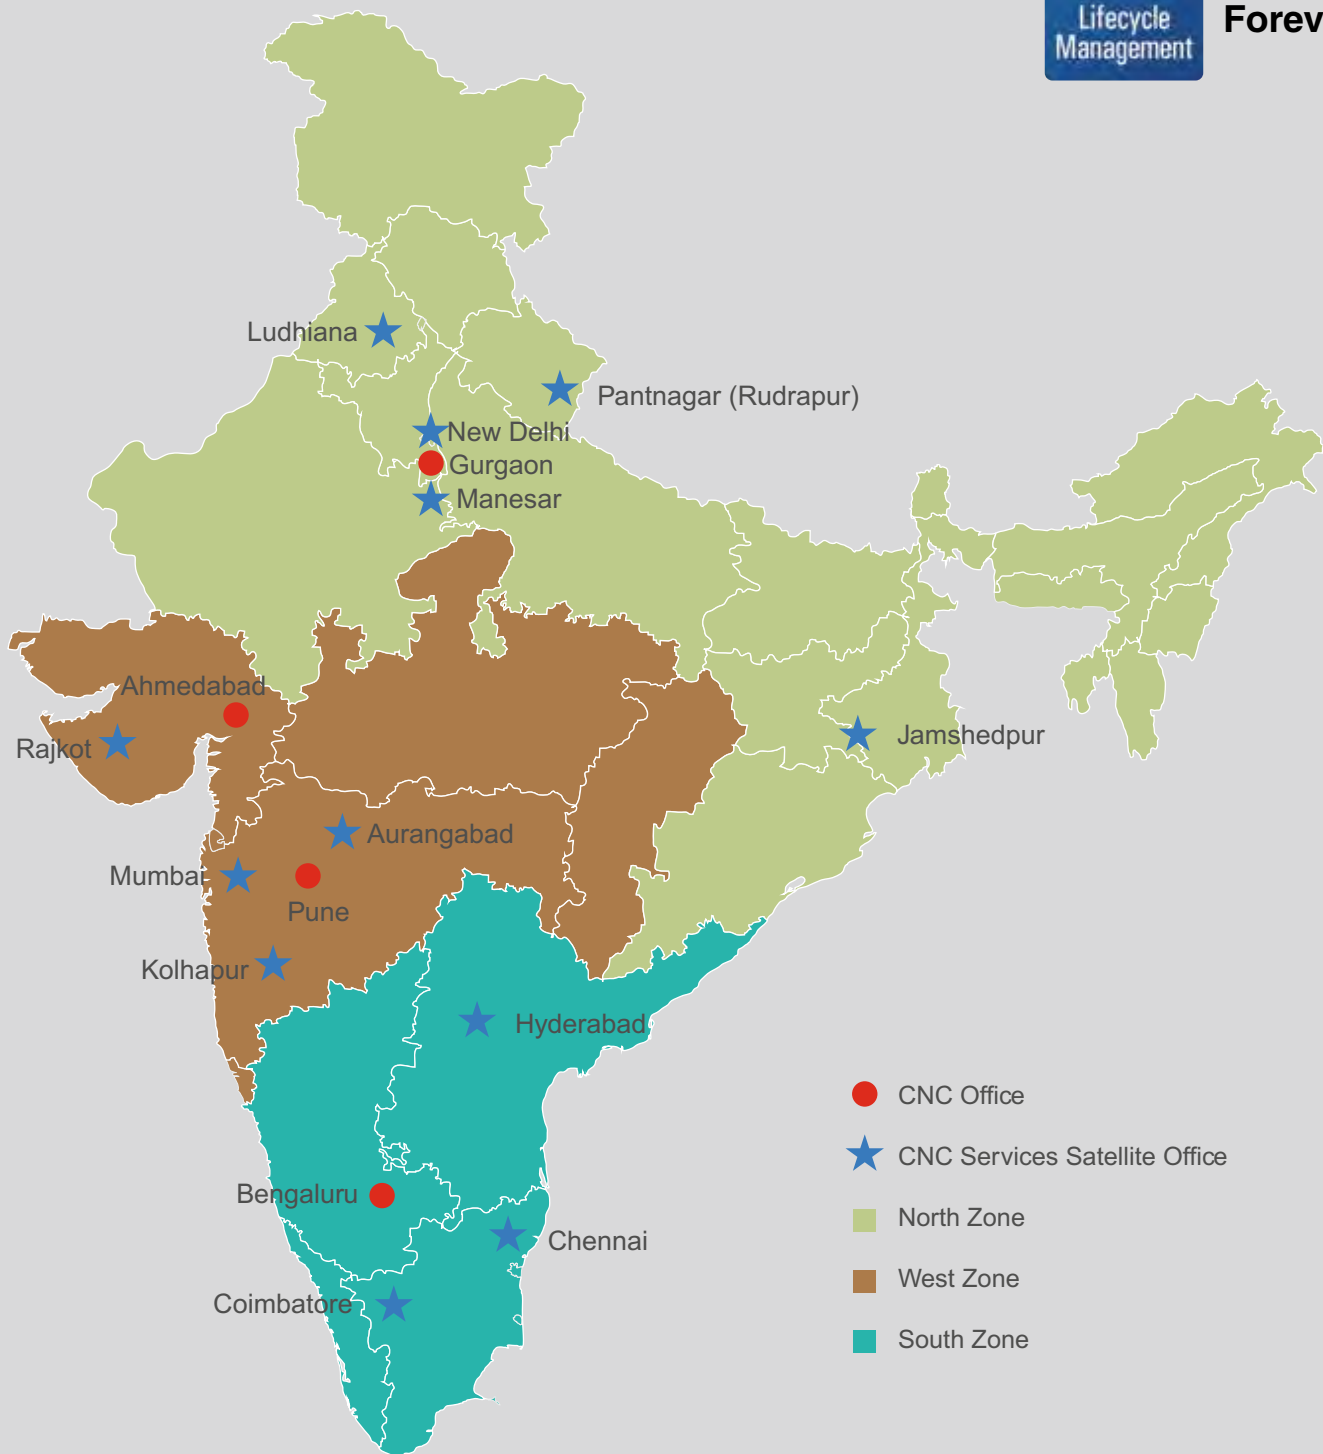 Lifecycle
Management
Forev
Ludhiana
Pantnagar (Rudrapur)
New Delhi
Gurgaon
Manesar
Ahmedabad
Rajkot
Jamshedpur
Aurangabad
Mumbai
Pune
Kolhapur
Hyderabad
CNC Office
CNC Services Satellite Office
Bengaluru
North Zone
Chennai
West Zone
Coimbatore
South Zone